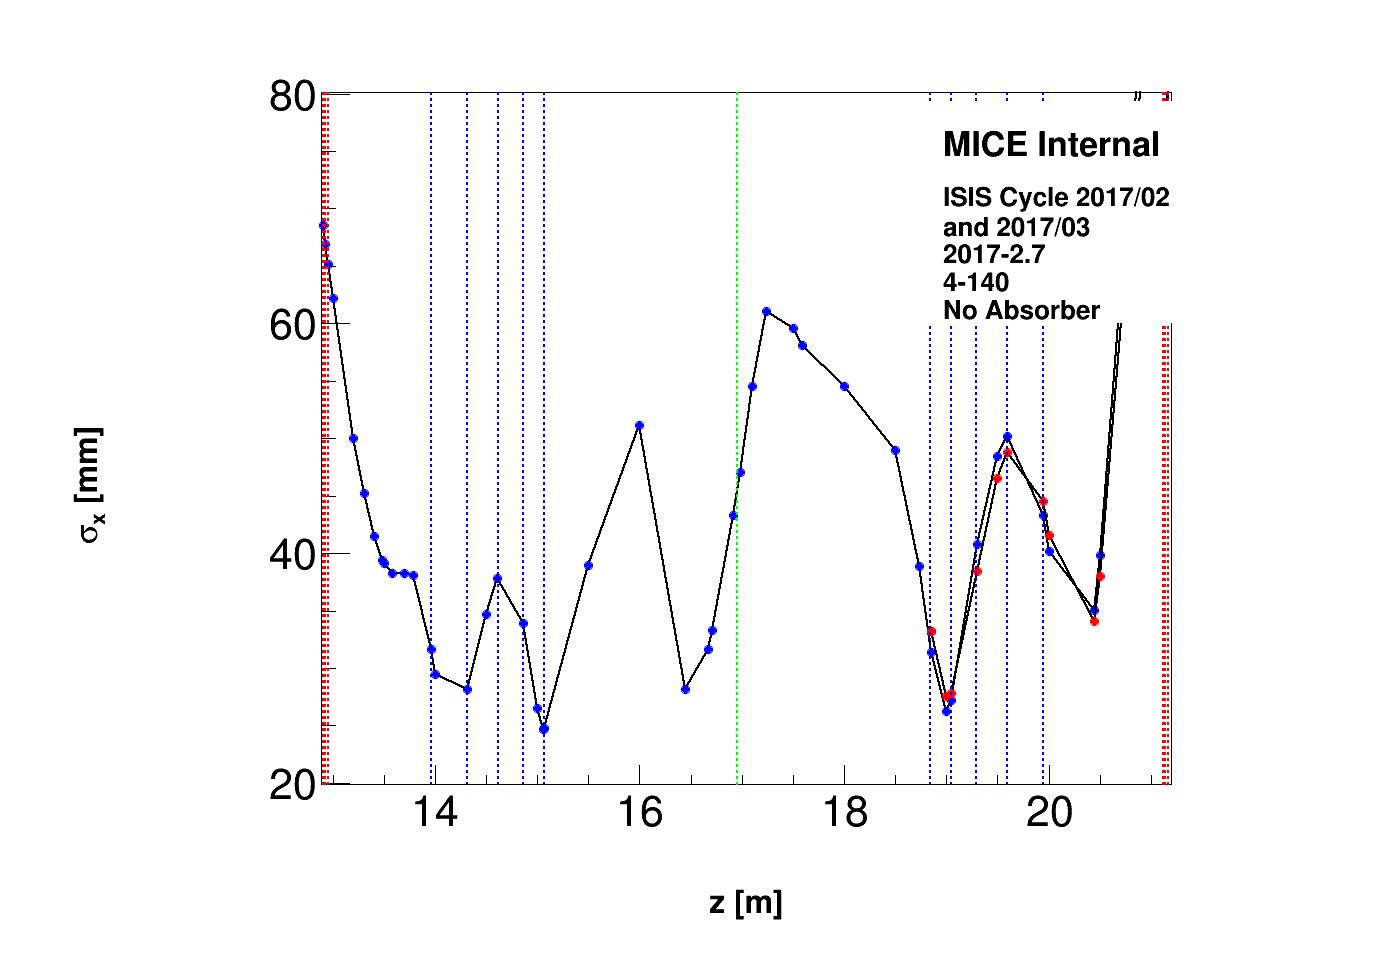 80
MICE Internal
ISIS Cycle 2017/02
and 2017/03
2017-2.7
4-140
No Absorber
60
σx [mm]
40
20
14 16 18 20
z [m]